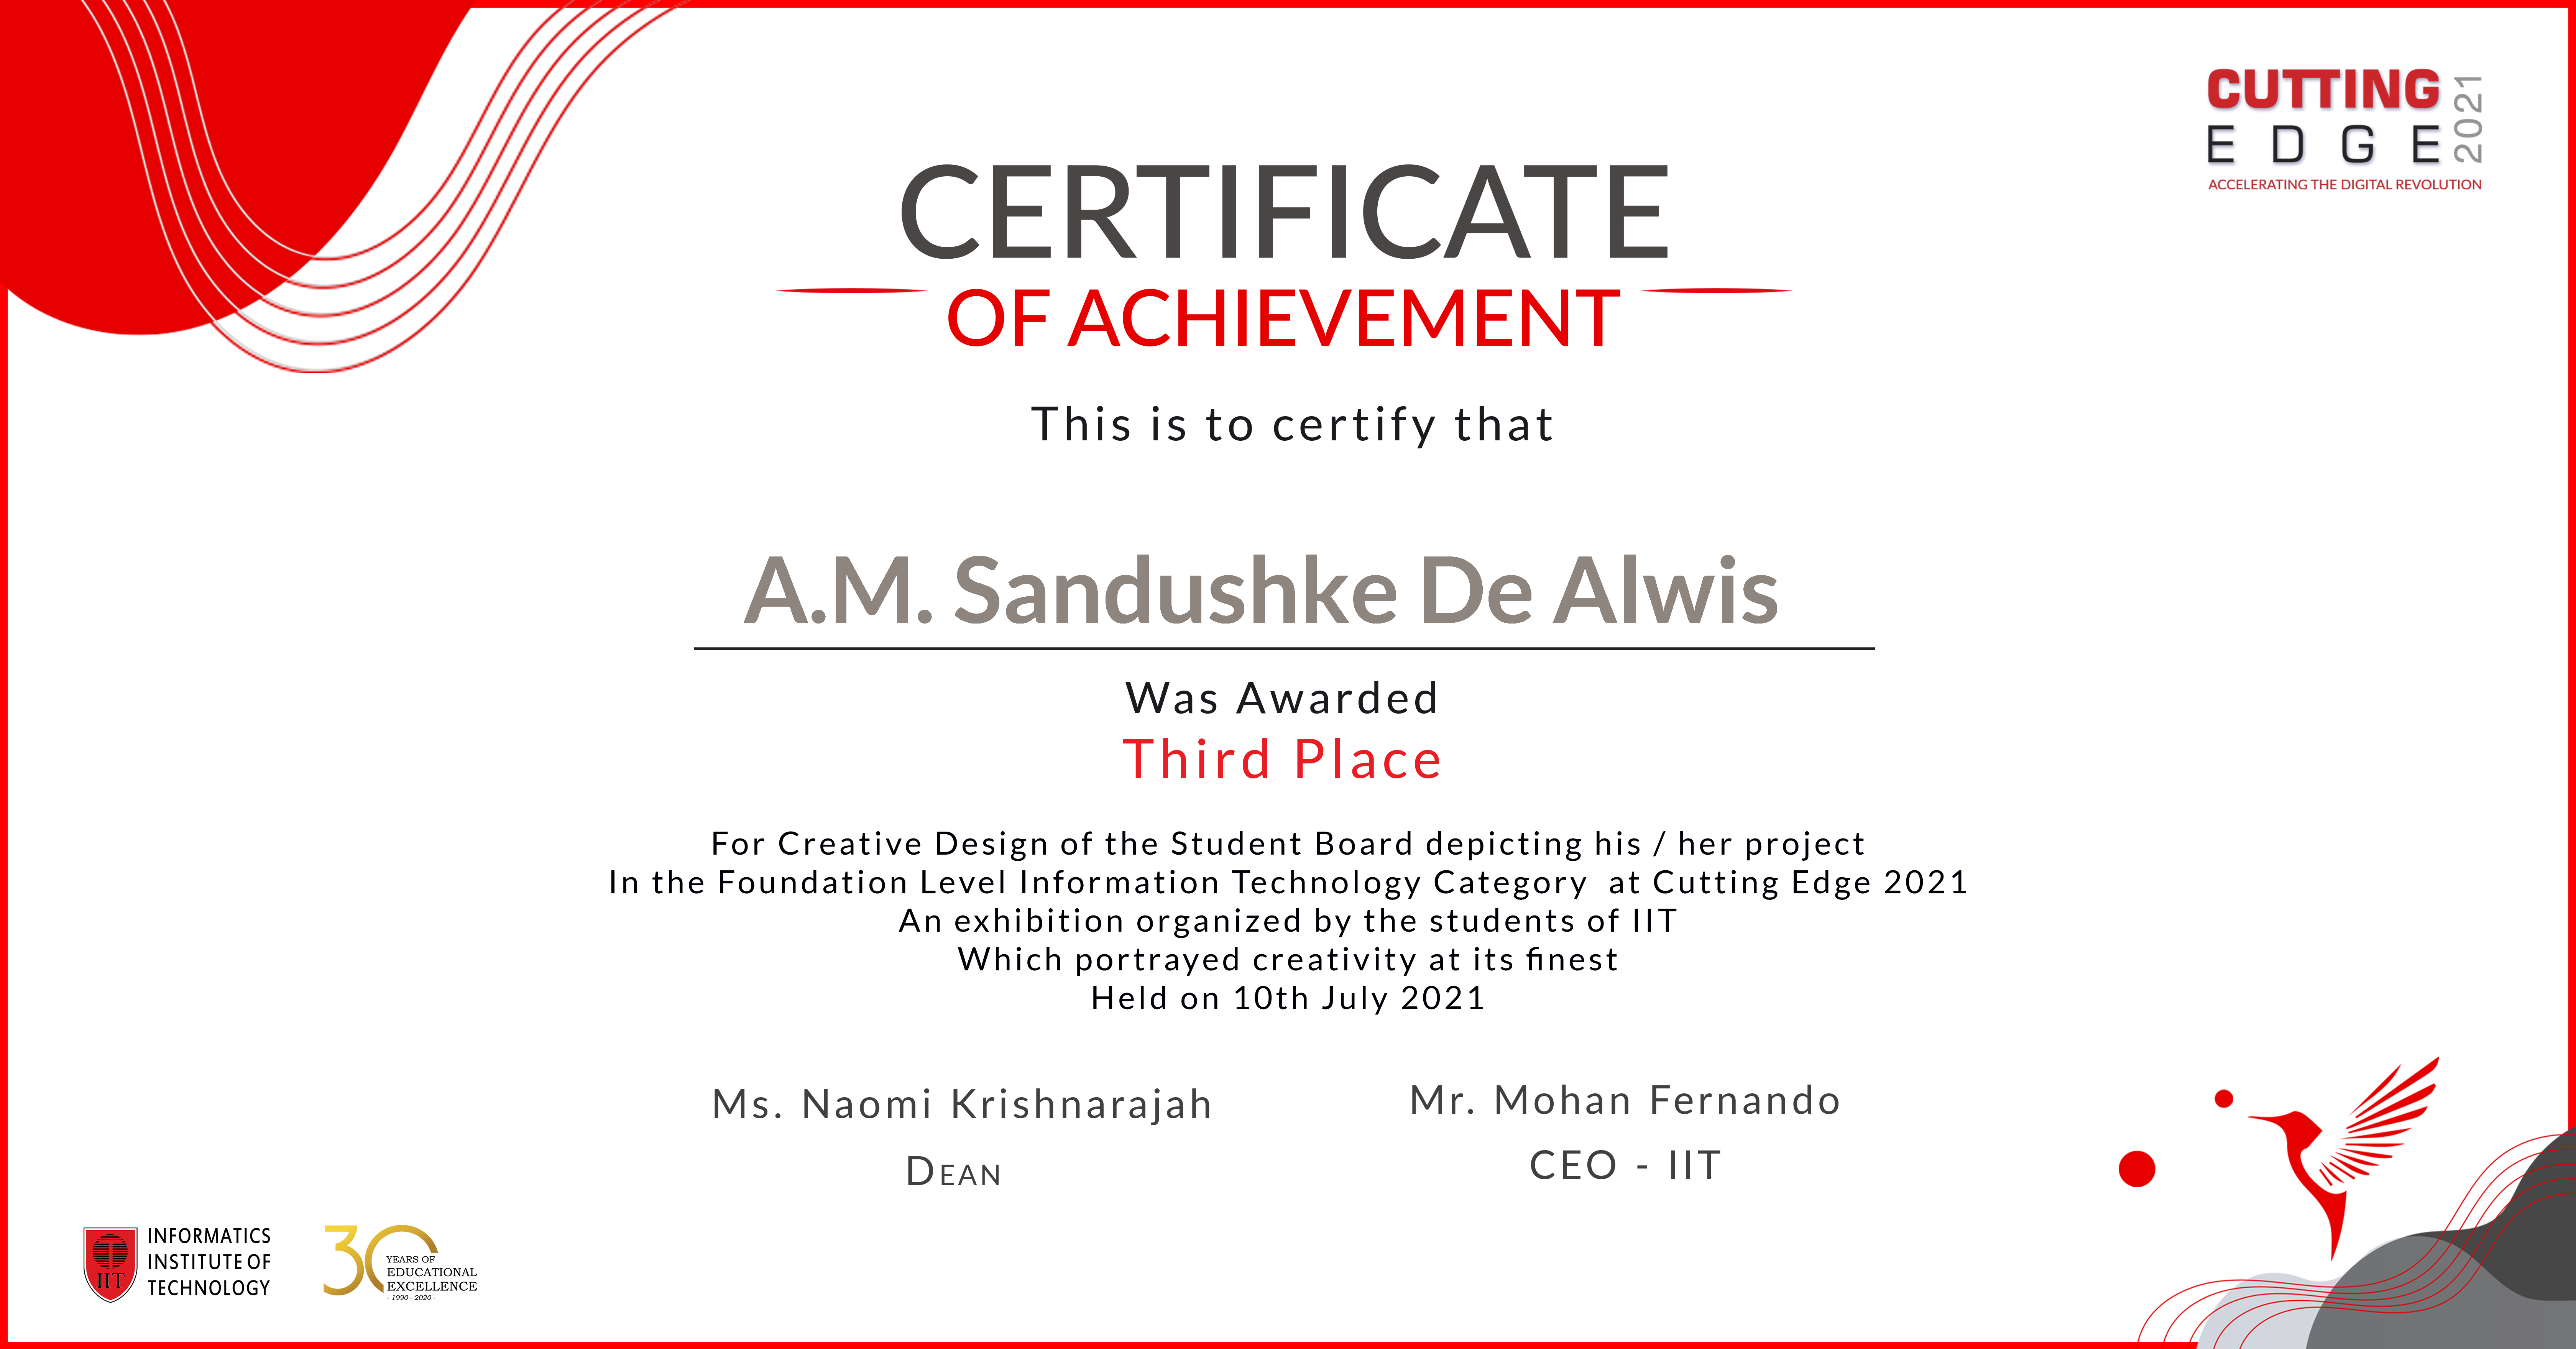 CUTTING
EDGE 2021
ACCELERATING THE DIGITAL REVOLUTION
CERTIFICATE
OF ACHIEVEMENT
This is to certify that
A.M. Sandushke De Alwis
Was Awarded
Third Place
For Creative Design of the Student Board depicting his / her project
In the Foundation Level Information Technology Category at Cutting Edge 2021
An exhibition organized by the students of IIT
Which portrayed creativity at its finest
Held on 10th July 2021
Ms. Naomi Krishnarajah
DEAN
Mr. Mohan Fernando
CEO - IIT
IIT
INFORMATICS
INSTITUTE OF
TECHNOLOGY
30
YEARS OF
EDUCATIONAL
EXCELLENCE
- 1990 - 2020 -